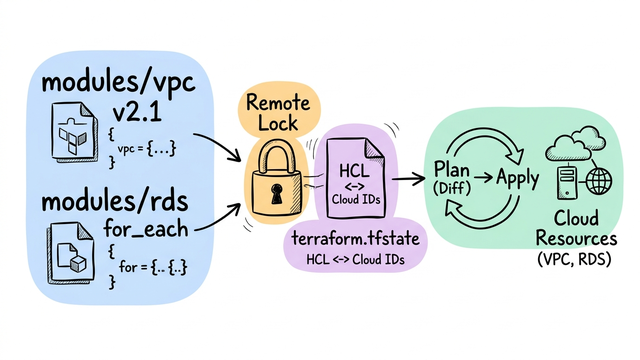 modules/vpc
v2.1
{
vpc = {...}
}
modules/rds
for_each
{
for = {.. {..}
}
Remote
Lock
HCL
<->
Cloud IDs
terraform.tfstate
HCL <-> Cloud IDs
Plan
(Diff)
Apply
Cloud
Resources
(VPC, RDS)